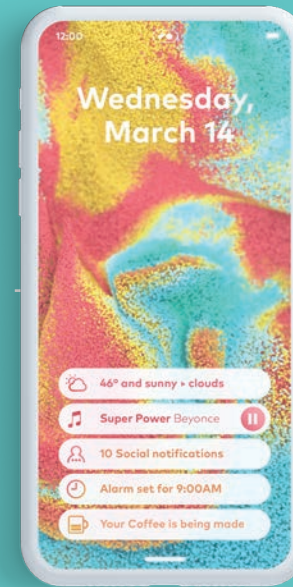 12:00
Wednesday,
March 14
46° and sunny ▸ clouds
Super Power Beyonce
10 Social notifications
Alarm set for 9:00AM
Your Coffee is being made